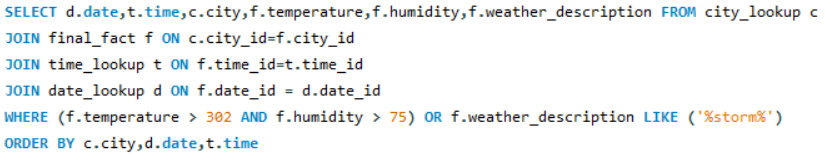 SELECT d.date,t.time,c.city,f.temperature,f.humidity,f.weather_description FROM city_lookup c
JOIN final_fact f ON c.city_id=f.city_id
JOIN time_lookup t ON f.time_id=t.time_id
JOIN date_lookup d ON f.date_id = d.date_id
WHERE (f.temperature > 302 AND f.humidity > 75) OR f.weather_description LIKE ('%storm%')
ORDER BY c.city,d.date,t.time